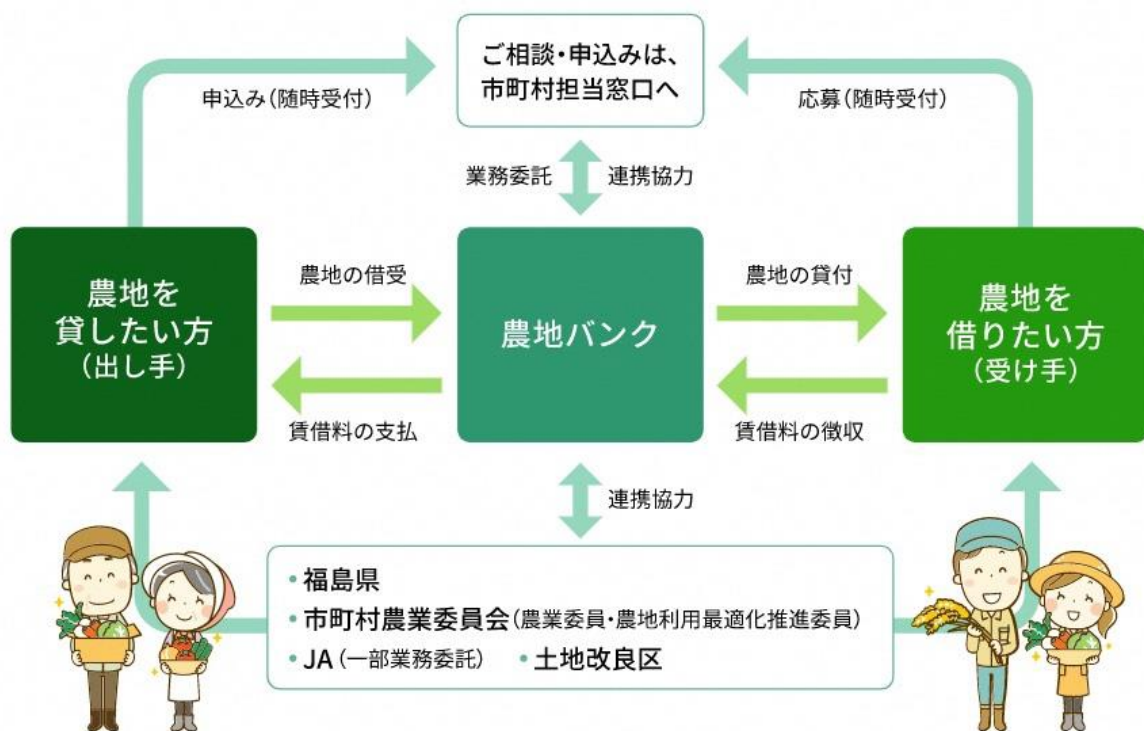 ご相談・申込みは、
市町村担当窓口へ
申込み(随時受付)
応募(随時受付)
業務委託
連携協力
農地を
貸したい方
(出し手)
農地の借受
賃借料の支払
農地バンク
農地の貸付
賃借料の徴収
農地を
借りたい方
(受け手)
連携協力
・福島県
・市町村農業委員会(農業委員・農地利用最適化推進委員)
・JA(一部業務委託) ・土地改良区